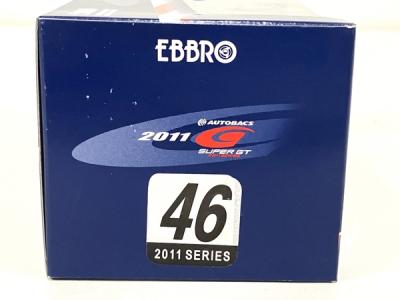 EBBRO
AUTOBACS
2011
SUPER GT
46
2011 SERIES